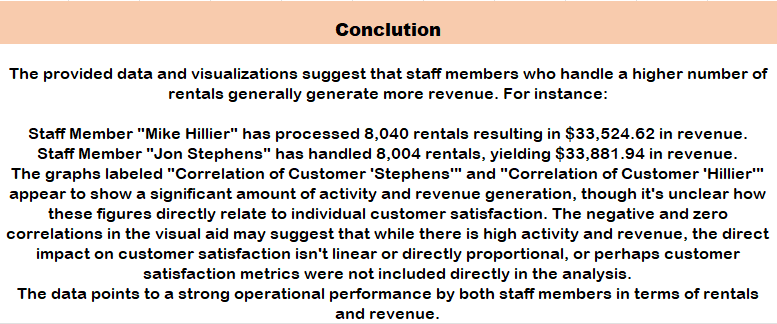 Conclution
The provided data and visualizations suggest that staff members who handle a higher number of
rentals generally generate more revenue. For instance:
Staff Member "Mike Hillier" has processed 8,040 rentals resulting in $33,524.62 in revenue.
Staff Member "Jon Stephens" has handled 8,004 rentals, yielding $33,881.94 in revenue.
The graphs labeled "Correlation of Customer 'Stephens'" and "Correlation of Customer 'Hillier'"
appear to show a significant amount of activity and revenue generation, though it's unclear how
these figures directly relate to individual customer satisfaction. The negative and zero
correlations in the visual aid may suggest that while there is high activity and revenue, the direct
impact on customer satisfaction isn't linear or directly proportional, or perhaps customer
satisfaction metrics were not included directly in the analysis.
The data points to a strong operational performance by both staff members in terms of rentals
and revenue.